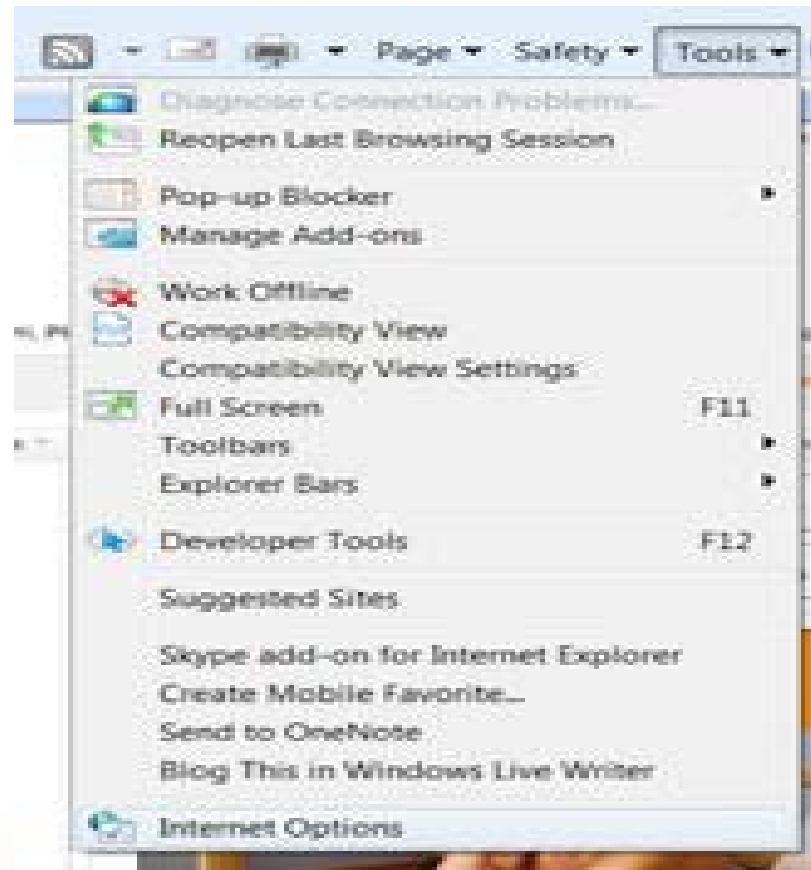 Page Safety Tools
Diagnose Connection Problems...
Reopen Last Browsing Session
Pop-up Blocker
Manage Add-ons
Work Offline
Compatibility View
Compatibility View Settings
Full Screen F11
Toolbars
Explorer Bars
Developer Tools F12
Suggested Sites
Skype add-on for Internet Explorer
Create Mobile Favorite...
Send to OneNote
Blog This in Windows Live Writer
Internet Options